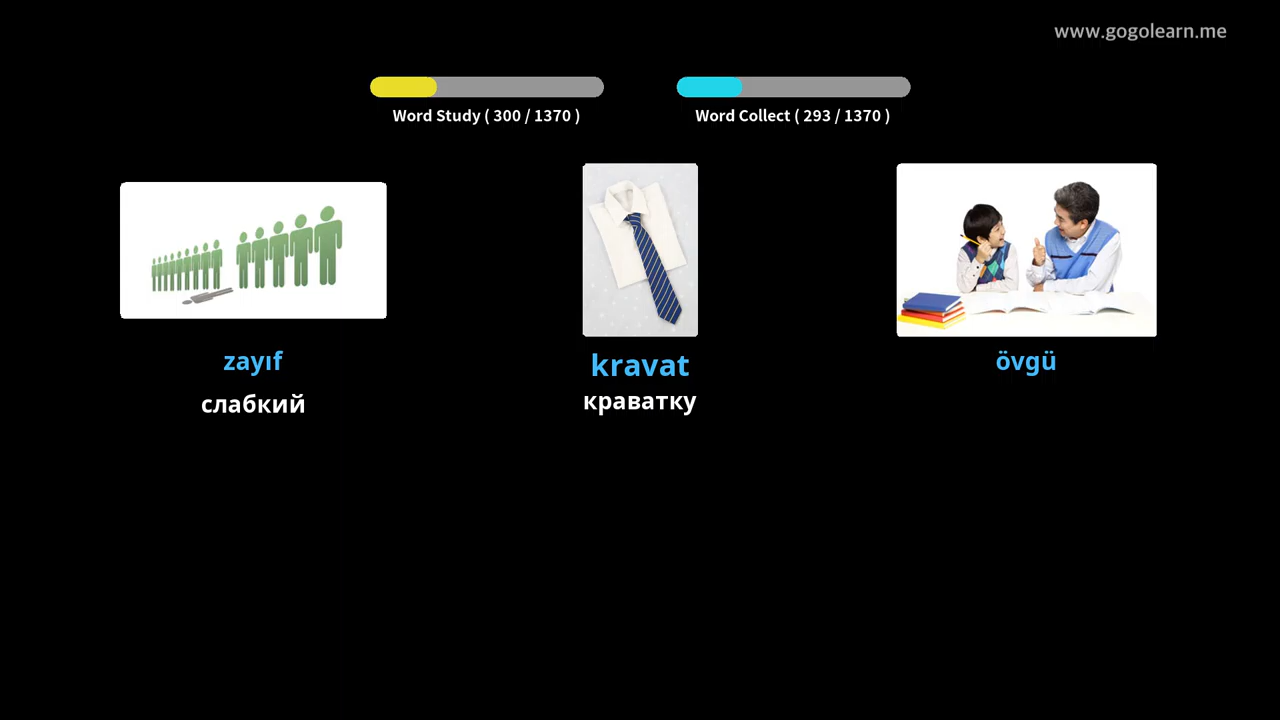 www.gogolearn.me
Word Study ( 300 / 1370 )
Word Collect ( 293 / 1370 )
zayıf
kravat
övgü
слабкий
краватку